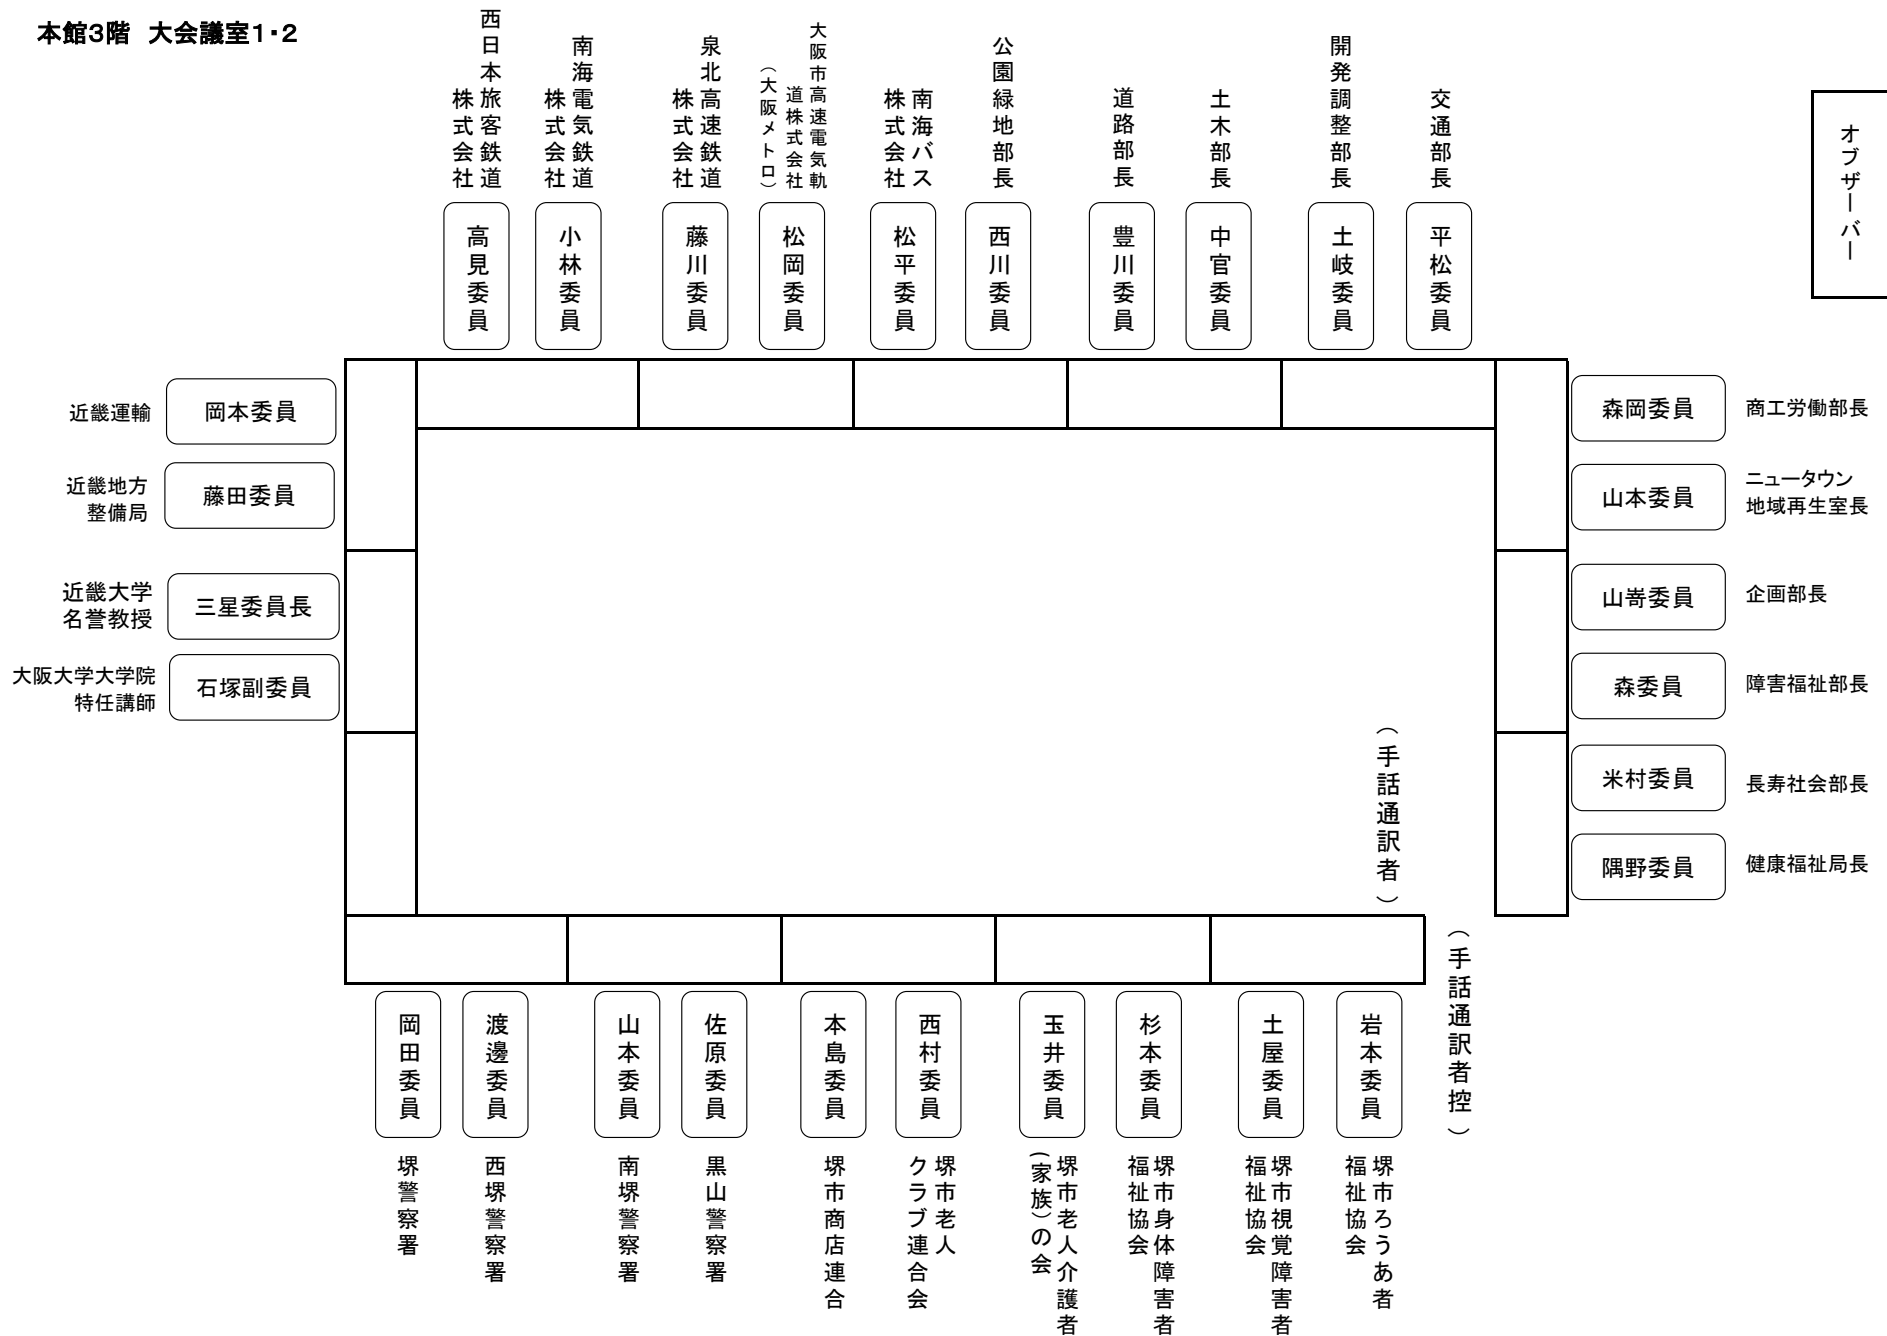 本館3階 大会議室1・2
西日本旅客鉄道
株式会社
南海電気鉄道
株式会社
泉北高速鉄道
株式会社
大阪市高速電気軌
道株式会社
（大阪メトロ）
南海バス
株式会社
公園緑地部長
道路部長
土木部長
開発調整部長
交通部長
オブザーバー
高見委員
小林委員
藤川委員
松岡委員
松平委員
西川委員
豊川委員
中官委員
土岐委員
平松委員
近畿運輸
岡本委員
近畿地方
整備局
藤田委員
近畿大学
名誉教授
三星委員長
大阪大学大学院
特任講師
石塚副委員
森岡委員
商工労働部長
山本委員
ニュータウン
地域再生室長
山嵜委員
企画部長
森委員
障害福祉部長
米村委員
長寿社会部長
隅野委員
健康福祉局長
（手話通訳者）
（手話通訳者控）
岡田委員
渡邊委員
山本委員
佐原委員
本島委員
西村委員
玉井委員
杉本委員
土屋委員
岩本委員
堺警察署
西堺警察署
南堺警察署
黒山警察署
堺市商店連合
堺市老人
クラブ連合会
堺市老人介護者
（家族）の会
堺市身体障害者
福祉協会
堺市視覚障害者
福祉協会
堺市ろうあ者
福祉協会